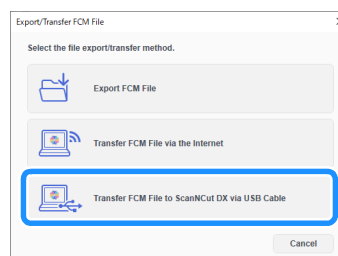 Export/Transfer FCM File
Select the file export/transfer method.
Export FCM File
Transfer FCM File via the Internet
Transfer FCM File to ScanNCut DX via USB Cable
Cancel